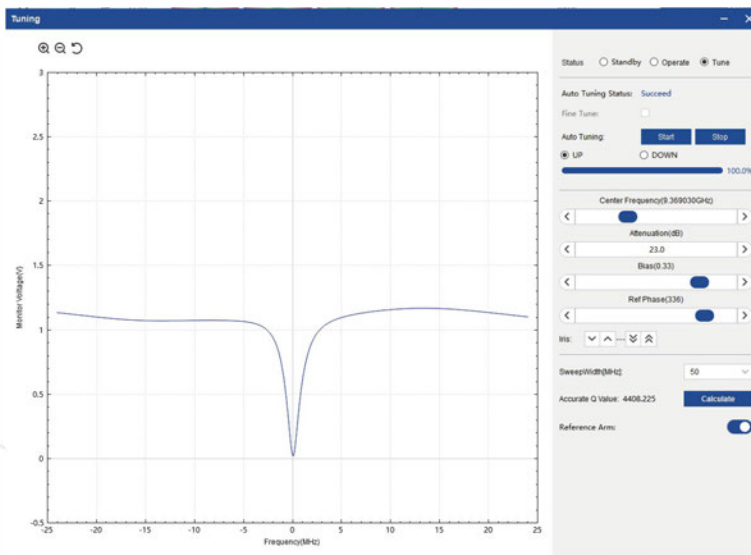 Tuning
Status Standby Operate Tune
Auto Tuning Status: Succeed
Fine Tune:
Auto Tuning: Start Stop
UP DOWN
100.0%
Center Frequency(9.369030GHz)
Attenuation(dB)
23.0
Bias(0.33)
Ref Phase(336)
Iris:
SweepWidth[MHz]: 50
Accurate Q Value: 4408.225 Calculate
Reference Arm:
Monitor Voltage(V)
3
2.5
2
1.5
1
0.5
0
-0.5
-25 -20 -15 -10 -5 0 5 10 15 20 25
Frequency(MHz)